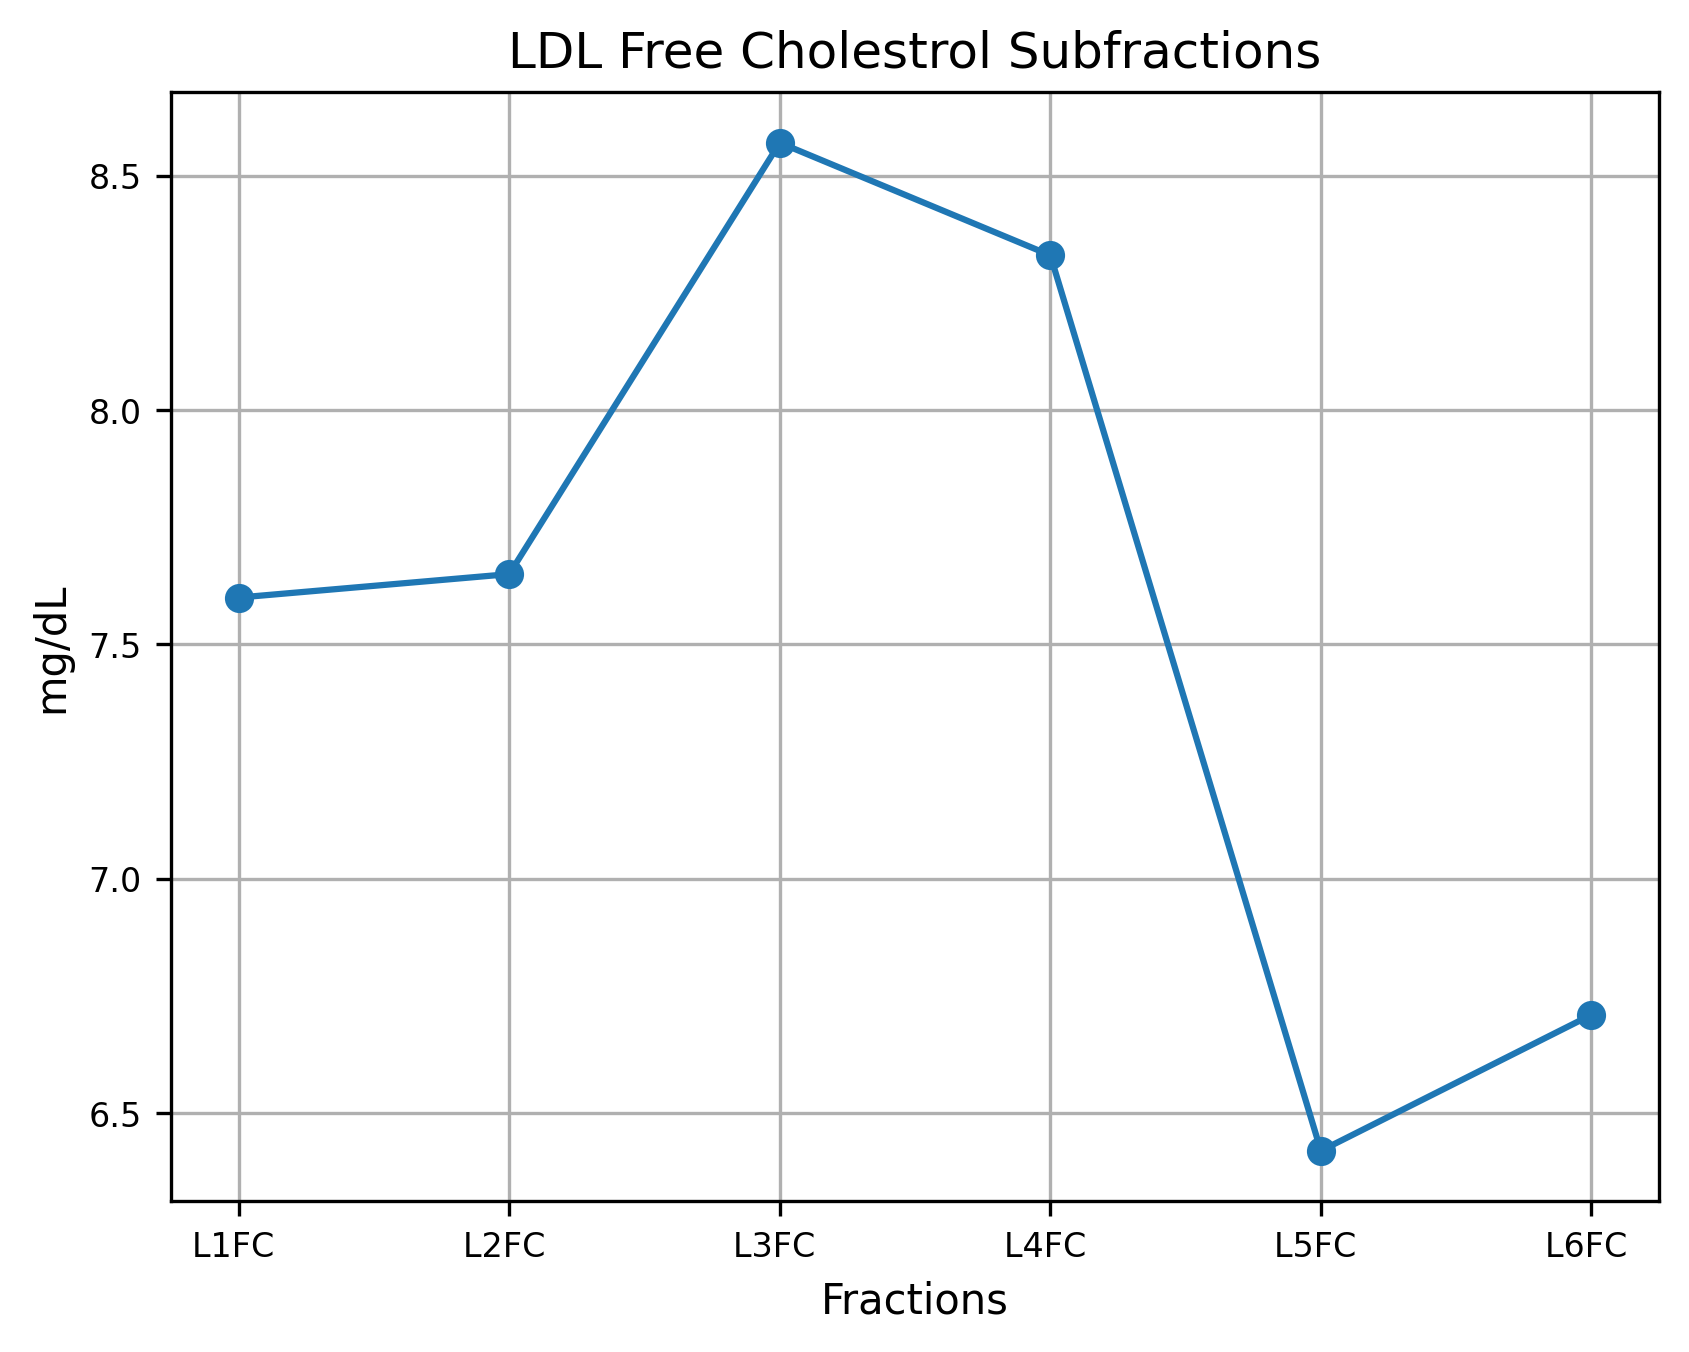 LDL Free Cholestrol Subfractions
8.5
8.0
7.5
7.0
6.5
mg/dL
L1FC L2FC L3FC L4FC L5FC L6FC
Fractions